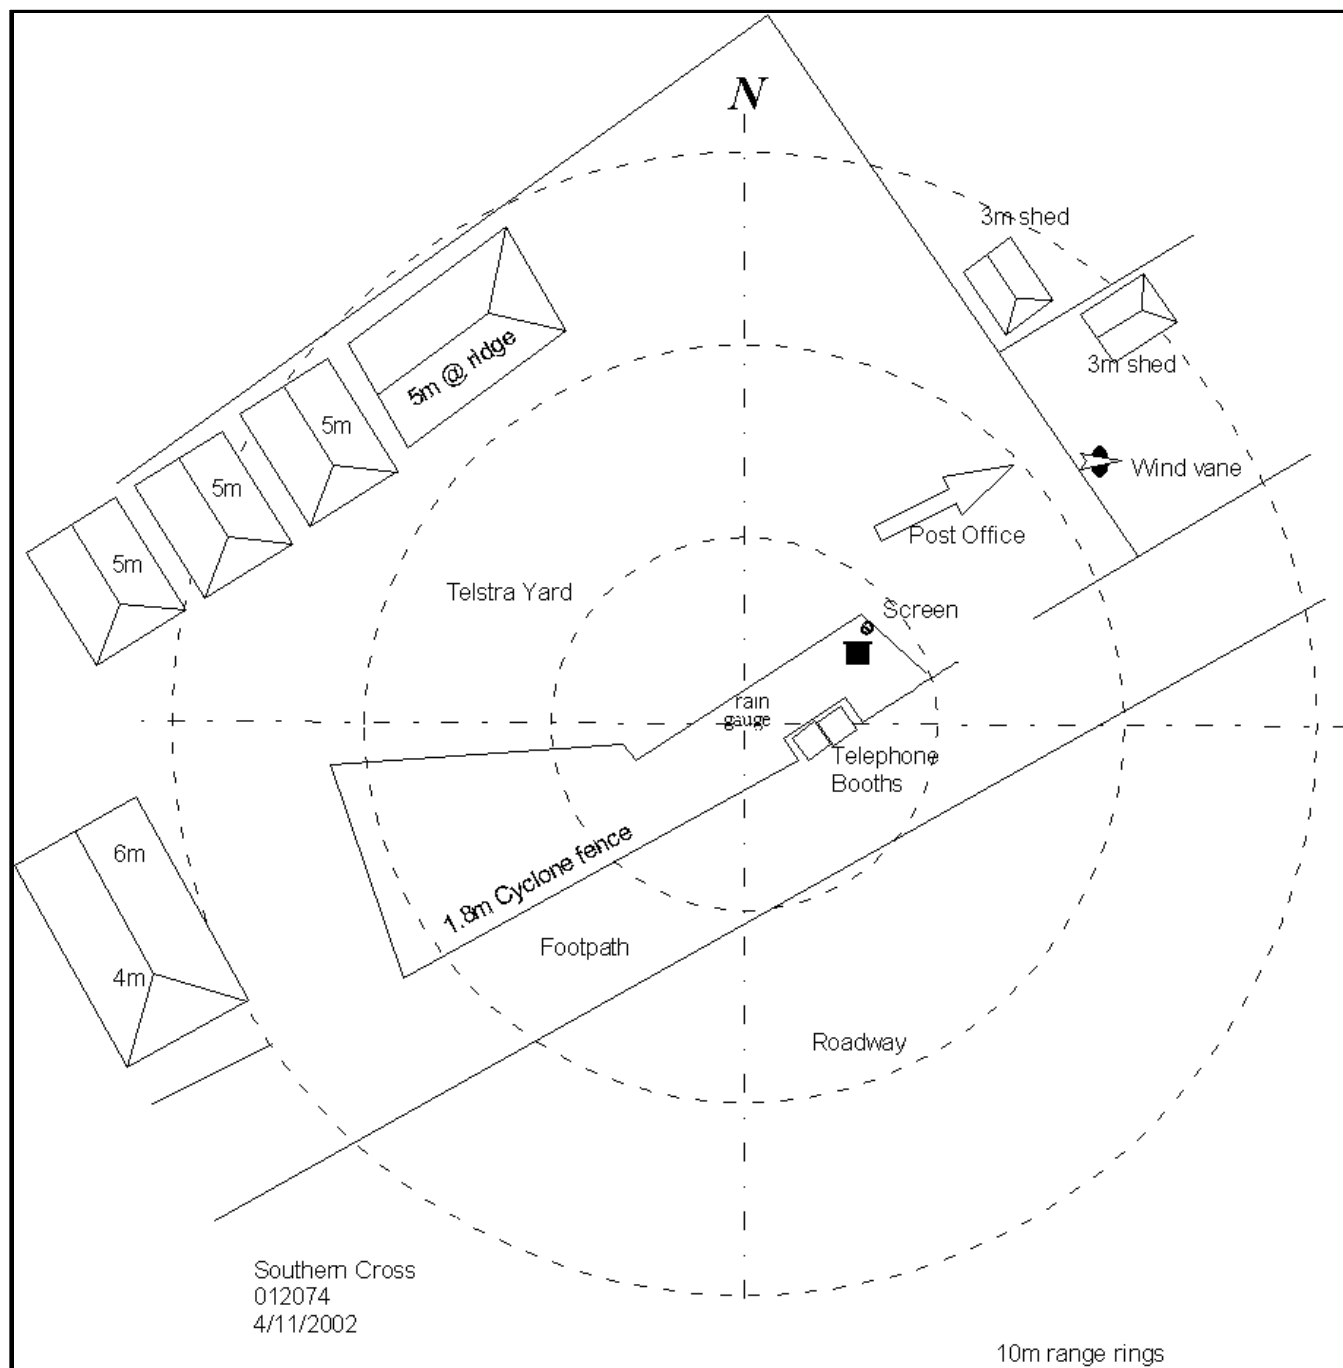 N
3m shed
3m shed
5m @ ridge
5m
5m
5m
Wind vane
Post Office
Telstra Yard
Screen
rain
gauge
Telephone
Booths
6m
4m
1.8m Cyclone fence
Footpath
Roadway
Southern Cross
012074
4/11/2002
10m range rings